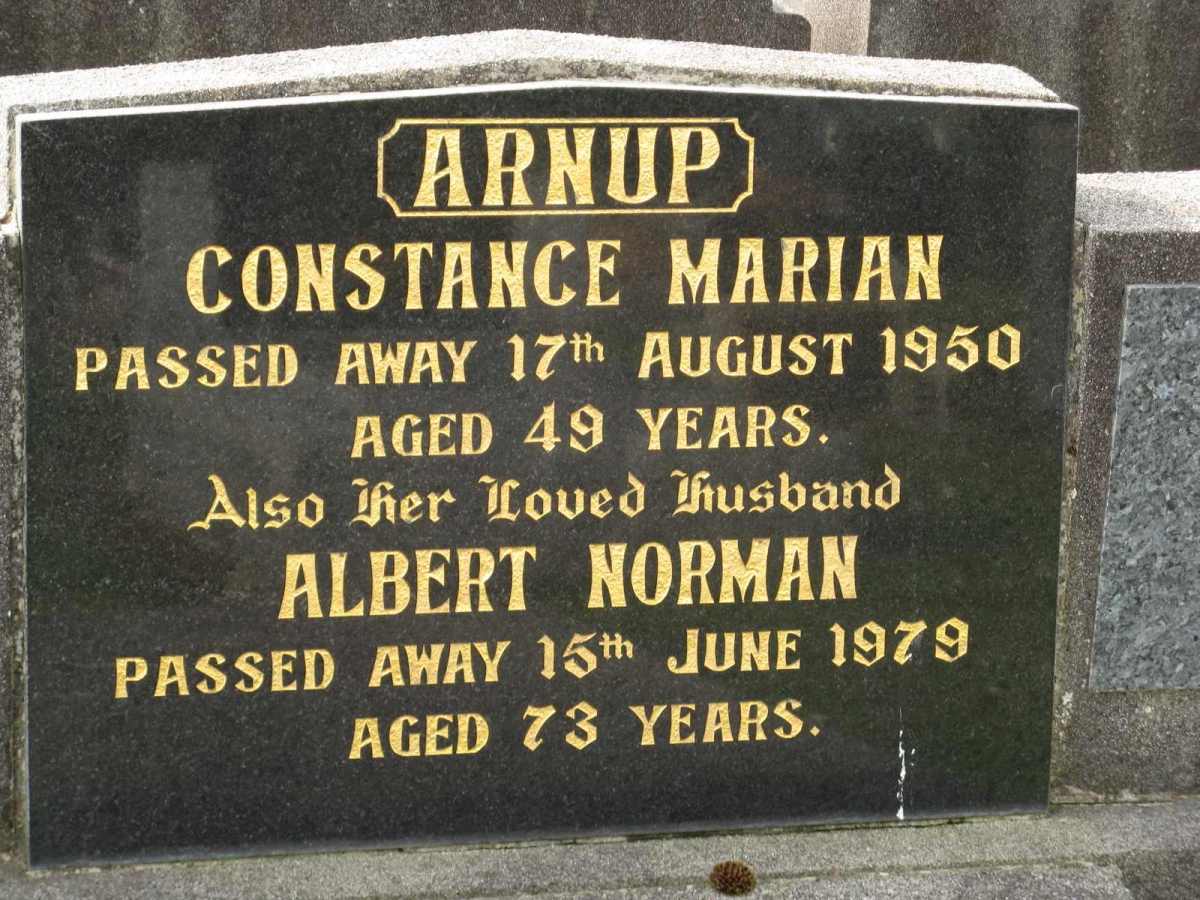 ARNUP
CONSTANCE MARIAN
PASSED AWAY 17th AUGUST 1950
AGED 49 YEARS.
Also Her Loved Husband
ALBERT NORMAN
PASSED AWAY 15th JUNE 1979
AGED 73 YEARS.